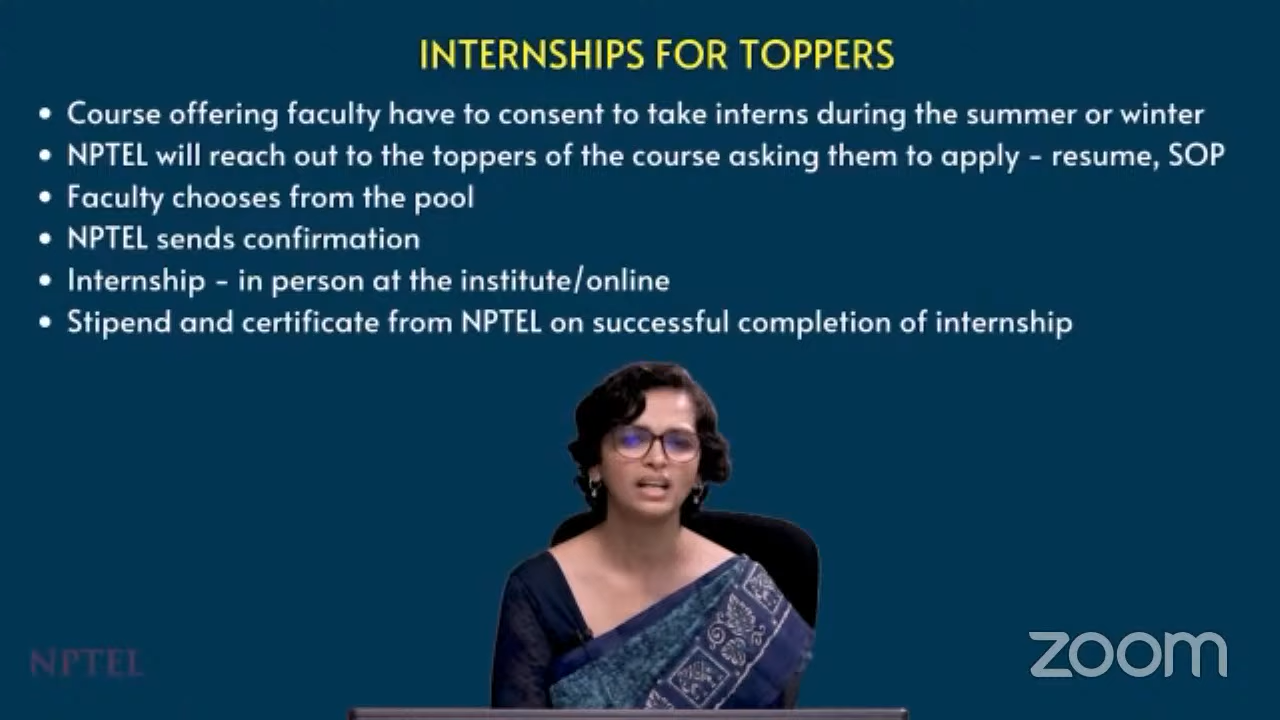 INTERNSHIPS FOR TOPPERS
• Course offering faculty have to consent to take interns during the summer or winter
• NPTEL will reach out to the toppers of the course asking them to apply - resume, SOP
• Faculty chooses from the pool
• NPTEL sends confirmation
• Internship - in person at the institute/online
• Stipend and certificate from NPTEL on successful completion of internship
NPTEL
zoom